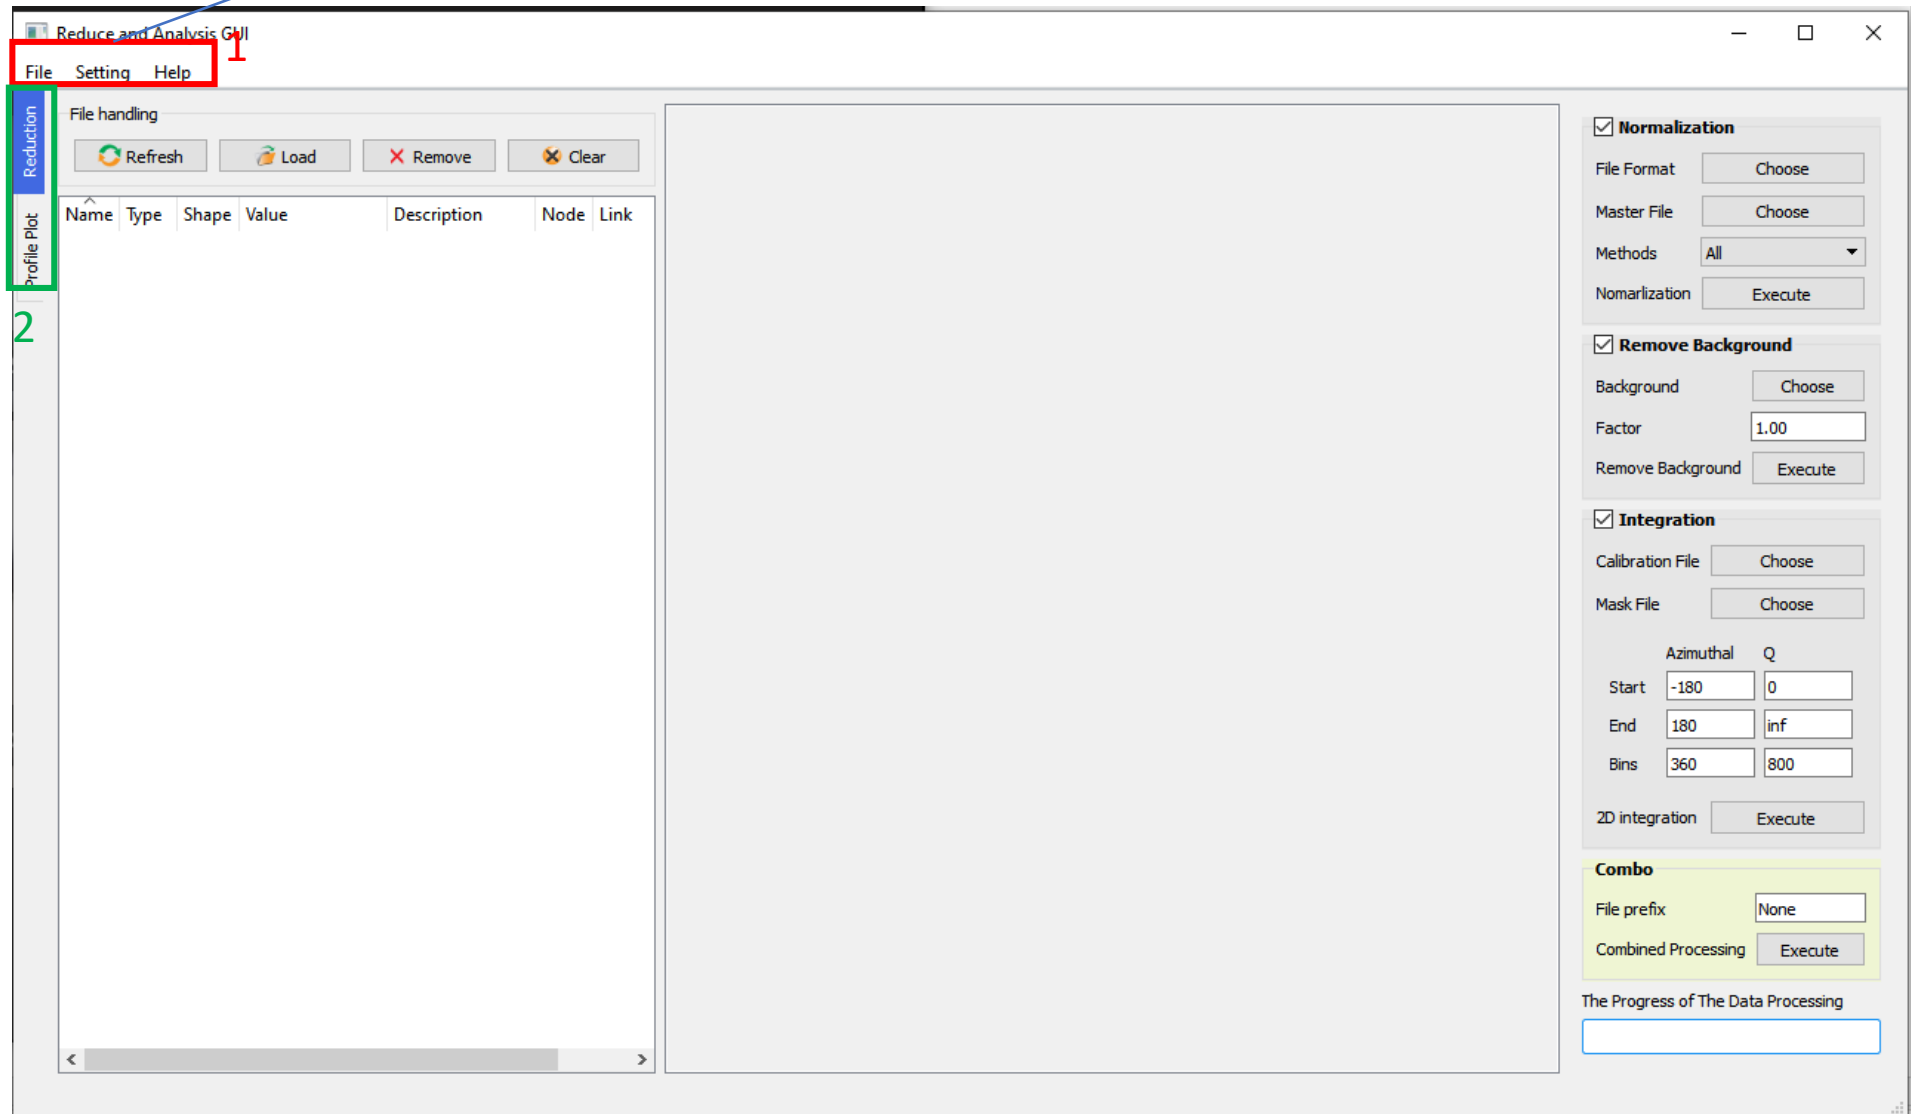 Reduce and Analysis GUI
1
File Setting Help
Reduction
Profile Plot
2
File handling
Refresh Load Remove Clear
Name Type Shape Value Description Node Link
Normalization
File Format Choose
Master File Choose
Methods All
Nomarlization Execute
Remove Background
Background Choose
Factor 1.00
Remove Background Execute
Integration
Calibration File Choose
Mask File Choose
Azimuthal Q
Start -180 0
End 180 inf
Bins 360 800
2D integration Execute
Combo
File prefix None
Combined Processing Execute
The Progress of The Data Processing